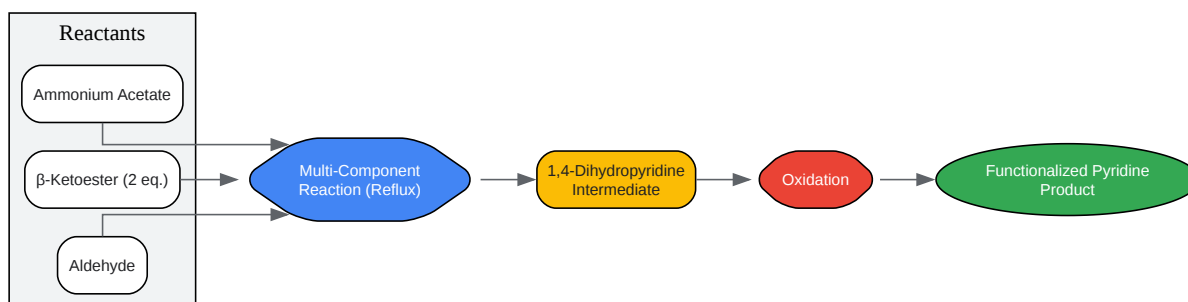 Reactants
Ammonium Acetate
β-Ketoester (2 eq.)
Aldehyde
Multi-Component
Reaction (Reflux)
1,4-Dihydropyridine
Intermediate
Oxidation
Functionalized Pyridine
Product